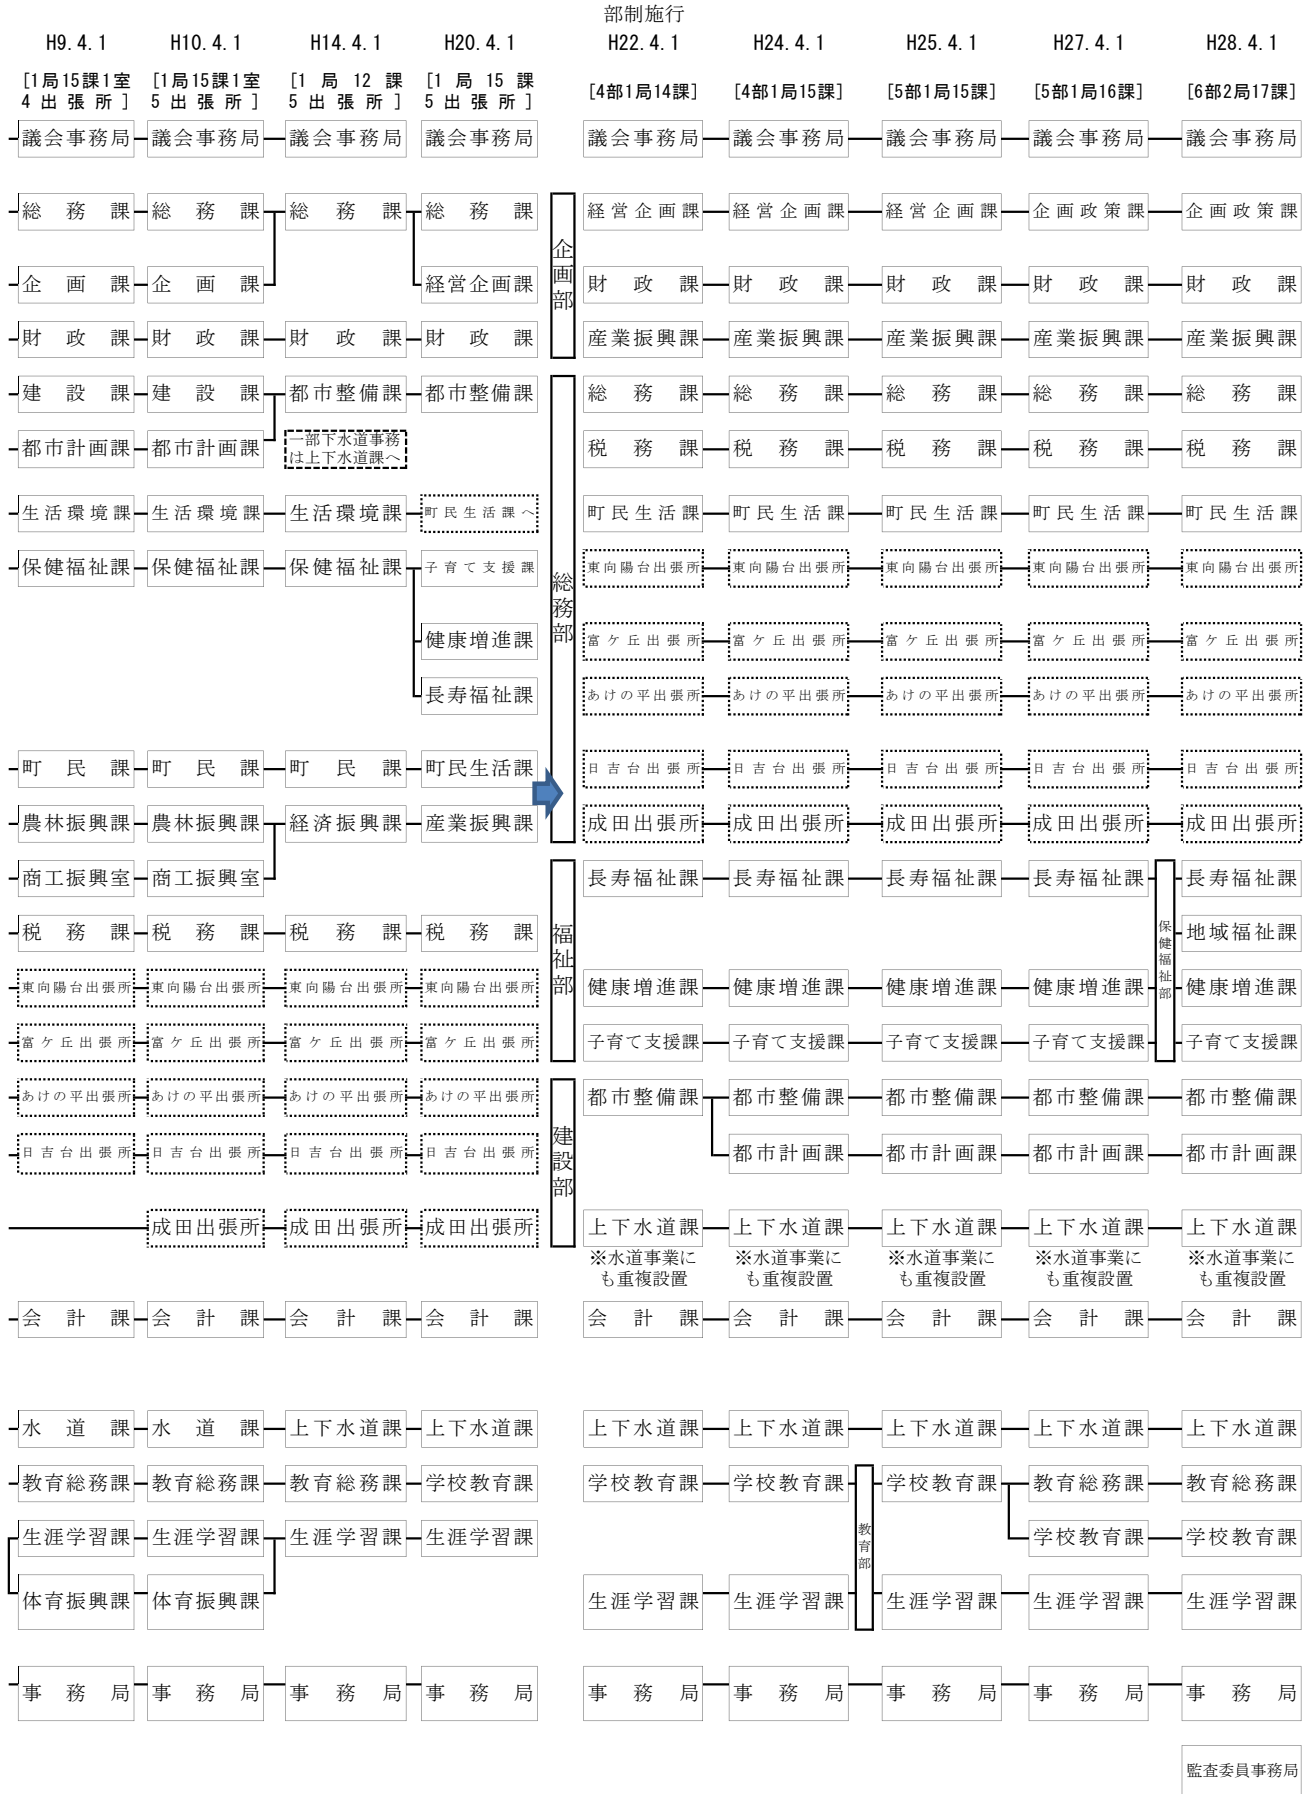 部制施行
H9.4.1 H10.4.1 H14.4.1 H20.4.1 H22.4.1 H24.4.1 H25.4.1 H27.4.1 H28.4.1
[1局15課1室 [1局15課1室 [1局12課 [1局15課
4出張所] 5出張所] 5出張所] 5出張所]
[4部1局14課] [4部1局15課] [5部1局15課] [5部1局16課] [6部2局17課]
議会事務局 議会事務局 議会事務局 議会事務局 議会事務局 議会事務局 議会事務局 議会事務局 議会事務局
総務課 総務課 総務課 総務課 経営企画課 経営企画課 経営企画課 企画政策課 企画政策課
企画部
企画課 企画課 経営企画課 財政課 財政課 財政課 財政課 財政課
財政課 財政課 財政課 財政課 産業振興課 産業振興課 産業振興課 産業振興課 産業振興課
建設課 建設課 都市整備課 都市整備課 総務課 総務課 総務課 総務課 総務課
都市計画課 都市計画課 一部下水道事務 税務課 税務課 税務課 税務課 税務課
は上下水道課へ
生活環境課 生活環境課 生活環境課 町民生活課へ 町民生活課 町民生活課 町民生活課 町民生活課 町民生活課
保健福祉課 保健福祉課 保健福祉課 子育て支援課 東向陽台出張所 東向陽台出張所 東向陽台出張所 東向陽台出張所 東向陽台出張所
総務部
健康増進課 富ケ丘出張所 富ケ丘出張所 富ケ丘出張所 富ケ丘出張所 富ケ丘出張所
長寿福祉課 あけの平出張所 あけの平出張所 あけの平出張所 あけの平出張所 あけの平出張所
町民課 町民課 町民課 町民生活課 日吉台出張所 日吉台出張所 日吉台出張所 日吉台出張所 日吉台出張所
農林振興課 農林振興課 経済振興課 産業振興課 成田出張所 成田出張所 成田出張所 成田出張所 成田出張所
商工振興室 商工振興室 長寿福祉課 長寿福祉課 長寿福祉課 長寿福祉課 長寿福祉課
税務課 税務課 税務課 税務課 福祉部 保健福祉部 地域福祉課
東向陽台出張所 東向陽台出張所 東向陽台出張所 東向陽台出張所 健康増進課 健康増進課 健康増進課 健康増進課 健康増進課
富ケ丘出張所 富ケ丘出張所 富ケ丘出張所 富ケ丘出張所 子育て支援課 子育て支援課 子育て支援課 子育て支援課 子育て支援課
あけの平出張所 あけの平出張所 あけの平出張所 あけの平出張所 都市整備課 都市整備課 都市整備課 都市整備課 都市整備課
日吉台出張所 日吉台出張所 日吉台出張所 日吉台出張所 建設部 都市計画課 都市計画課 都市計画課 都市計画課
成田出張所 成田出張所 成田出張所 上下水道課 上下水道課 上下水道課 上下水道課 上下水道課
※水道事業に ※水道事業に ※水道事業に ※水道事業に ※水道事業に
も重複設置 も重複設置 も重複設置 も重複設置 も重複設置
会計課 会計課 会計課 会計課 会計課 会計課 会計課 会計課 会計課
水道課 水道課 上下水道課 上下水道課 上下水道課 上下水道課 上下水道課 上下水道課 上下水道課
教育総務課 教育総務課 教育総務課 学校教育課 学校教育課 学校教育課 学校教育課 教育総務課 教育総務課
生涯学習課 生涯学習課 生涯学習課 生涯学習課 教育部 学校教育課 学校教育課
体育振興課 体育振興課 生涯学習課 生涯学習課 生涯学習課 生涯学習課 生涯学習課
事務局 事務局 事務局 事務局 事務局 事務局 事務局 事務局 事務局
監査委員事務局